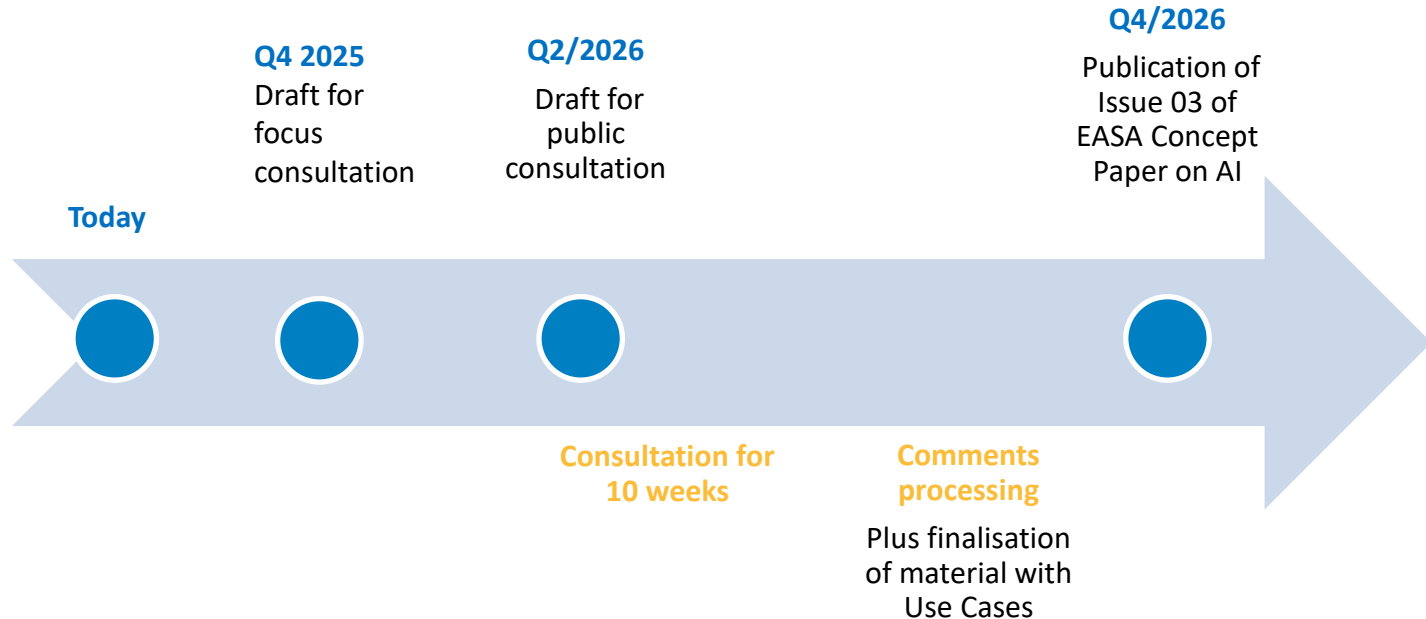 Today
Q4 2025
Draft for
focus
consultation
Q2/2026
Draft for
public
consultation
Q4/2026
Publication of
Issue 03 of
EASA Concept
Paper on AI
Consultation for
10 weeks
Comments
processing
Plus finalisation
of material with
Use Cases